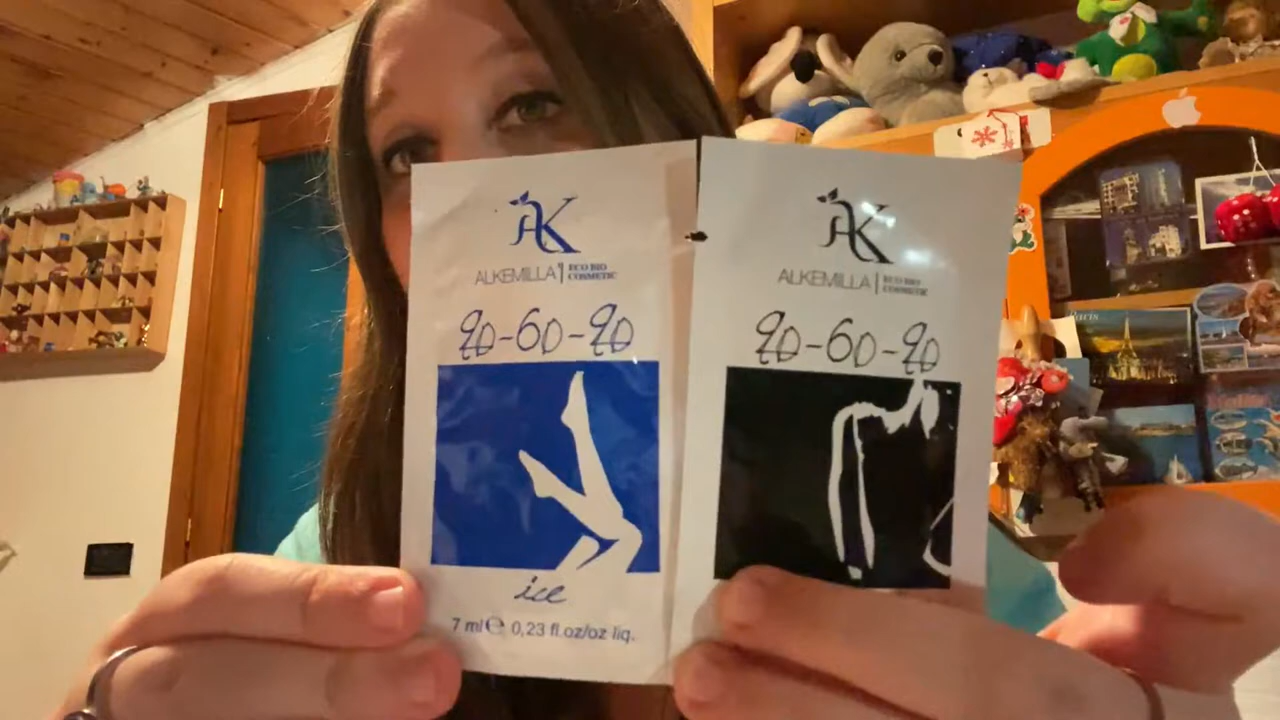 AK
ALKEMILLA | ECO BIO
COSMETIC
90-60-90
ice
7 ml e 0,23 fl.oz/oz liq.
AK
ALKEMILLA | ECO BIO
COSMETIC
90-60-90
Paris